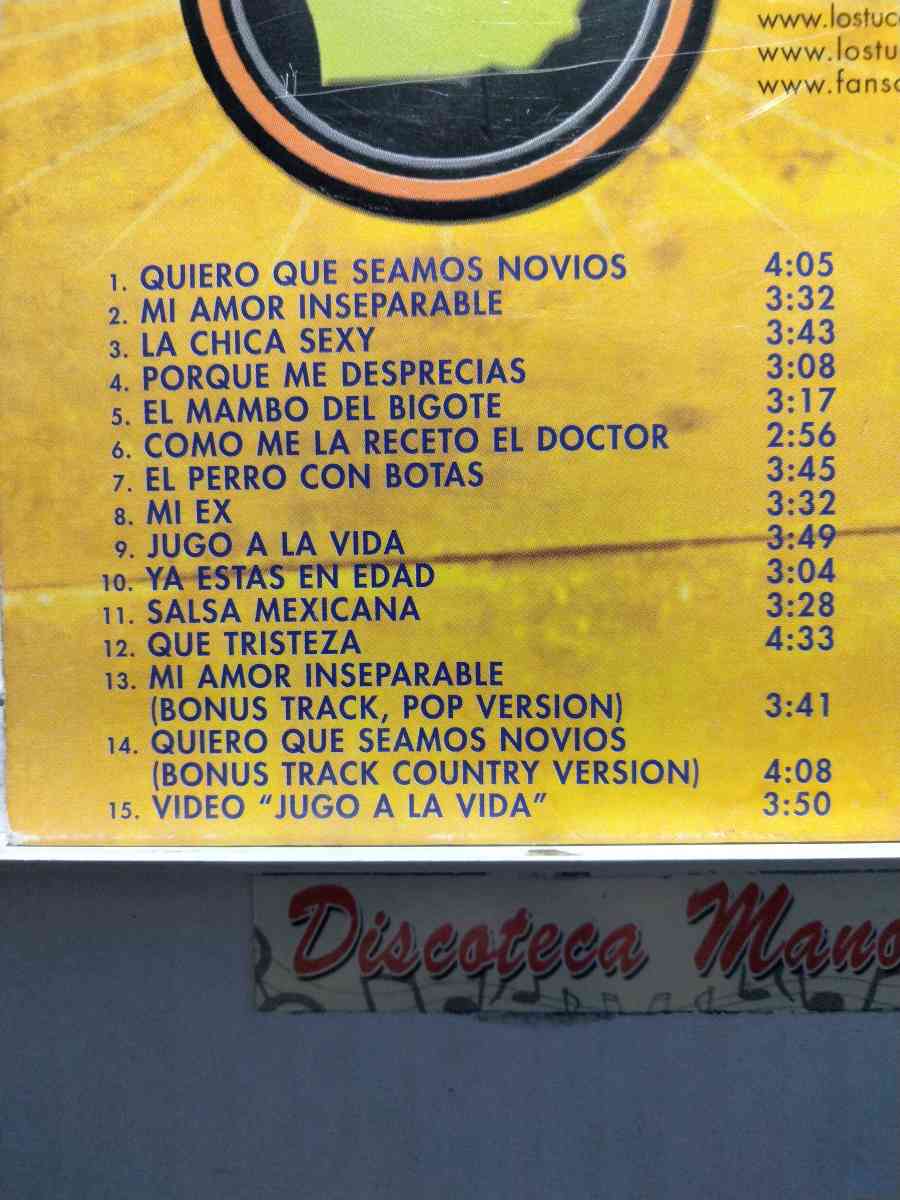 www.lostuc
www.lostu
www.fans
1. QUIERO QUE SEAMOS NOVIOS 4:05
2. MI AMOR INSEPARABLE 3:32
3. LA CHICA SEXY 3:43
4. PORQUE ME DESPRECIAS 3:08
5. EL MAMBO DEL BIGOTE 3:17
6. COMO ME LA RECETO EL DOCTOR 2:56
7. EL PERRO CON BOTAS 3:45
8. MI EX 3:32
9. JUGO A LA VIDA 3:49
10. YA ESTAS EN EDAD 3:04
11. SALSA MEXICANA 3:28
12. QUE TRISTEZA 4:33
13. MI AMOR INSEPARABLE
(BONUS TRACK, POP VERSION) 3:41
14. QUIERO QUE SEAMOS NOVIOS
(BONUS TRACK COUNTRY VERSION) 4:08
15. VIDEO “JUGO A LA VIDA” 3:50
Discoteca Mano